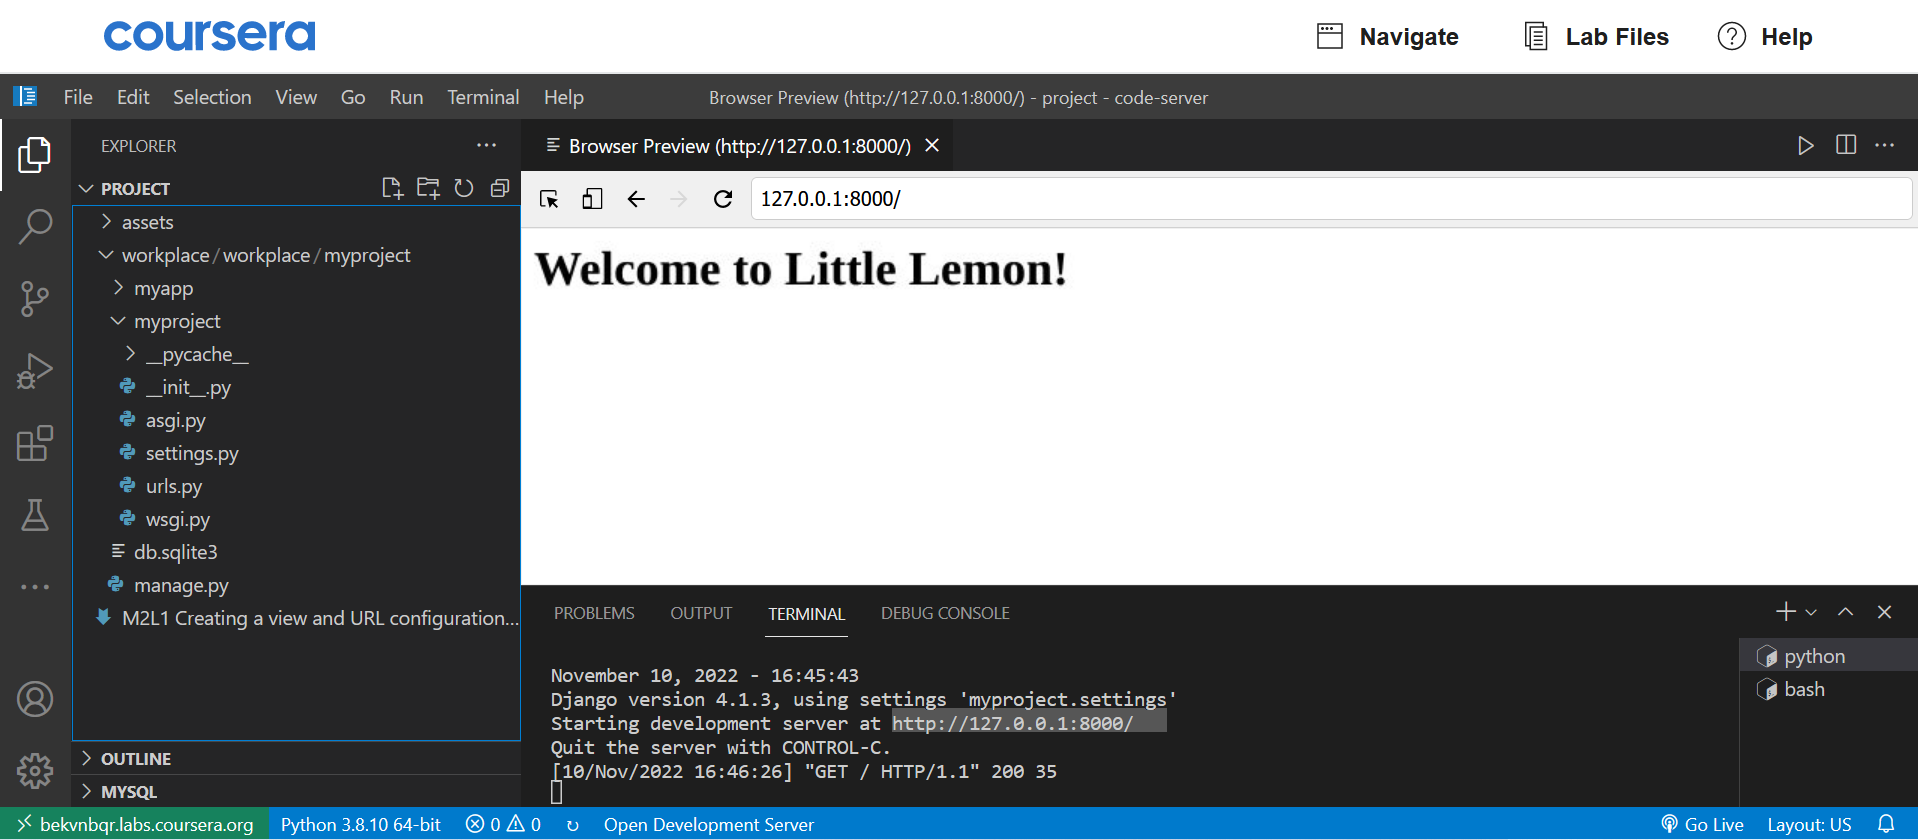 coursera
Navigate
Lab Files
Help
File Edit Selection View Go Run Terminal Help
Browser Preview (http://127.0.0.1:8000/) - project - code-server
EXPLORER
PROJECT
assets
workplace/workplace/myproject
myapp
myproject
__pycache__
__init__.py
asgi.py
settings.py
urls.py
wsgi.py
db.sqlite3
manage.py
M2L1 Creating a view and URL configuration...
OUTLINE
MYSQL
Browser Preview (http://127.0.0.1:8000/)
127.0.0.1:8000/
Welcome to Little Lemon!
PROBLEMS OUTPUT TERMINAL DEBUG CONSOLE
November 10, 2022 - 16:45:43
Django version 4.1.3, using settings 'myproject.settings'
Starting development server at http://127.0.0.1:8000/
Quit the server with CONTROL-C.
[10/Nov/2022 16:46:26] "GET / HTTP/1.1" 200 35
python
bash
bekvnbqr.labs.coursera.org
Python 3.8.10 64-bit
0 0
Open Development Server
Go Live
Layout: US